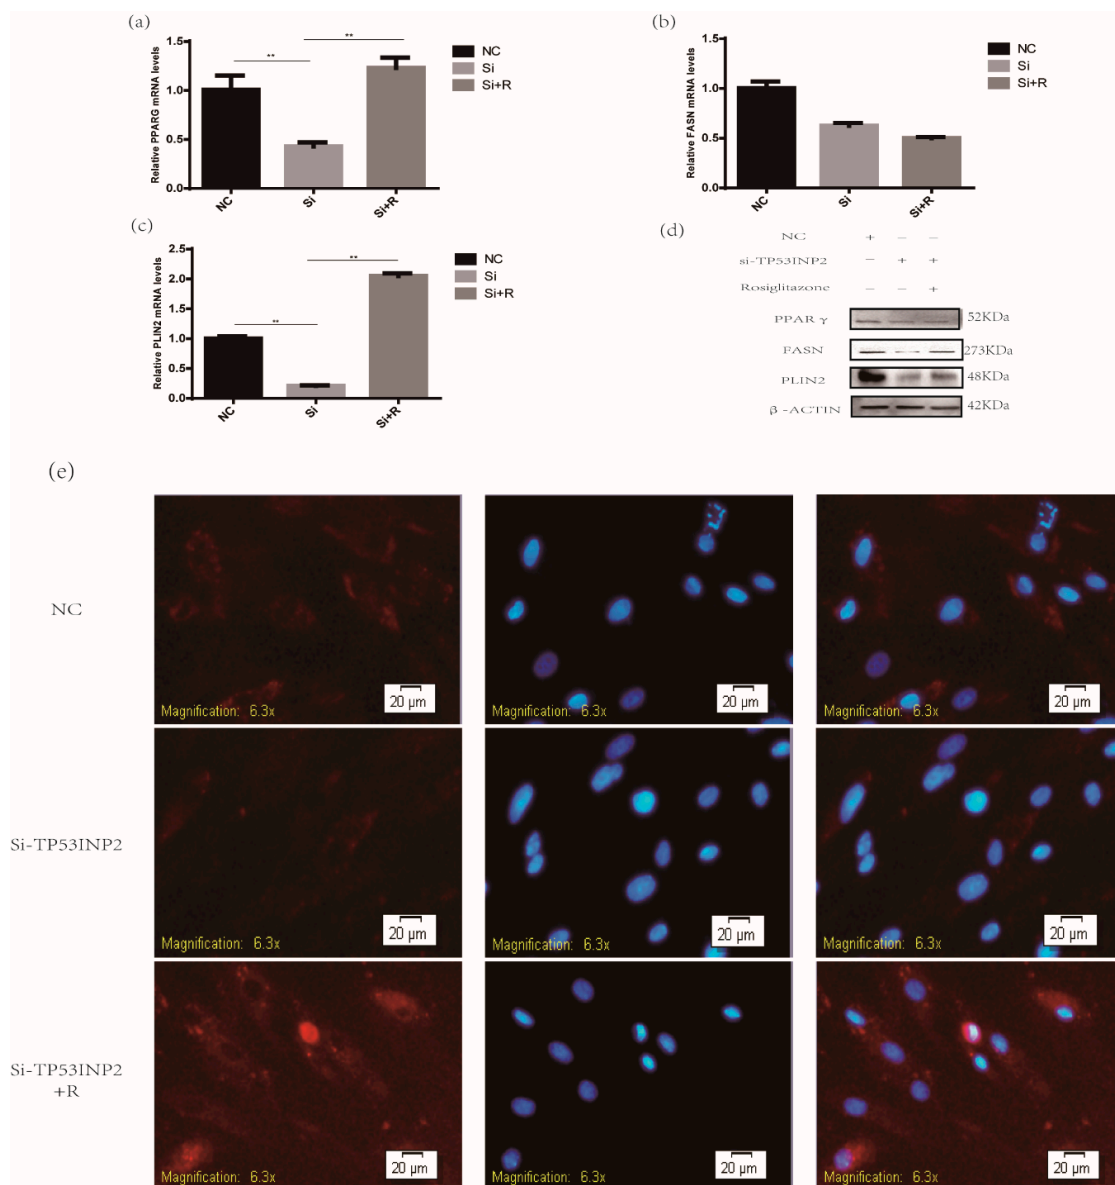 (a)
Relative PPARG mRNA levels
1.5
1.0
0.5
0.0
**
**
NC
Si
Si+R
NC
Si
Si+R
(b)
Relative FASN mRNA levels
1.5
1.0
0.5
0.0
NC
Si
Si+R
NC
Si
Si+R
(c)
Relative PLIN2 mRNA levels
2.5
2.0
1.5
1.0
0.5
0.0
**
**
NC
Si
Si+R
NC
Si
Si+R
(d)
NC + − −
si-TP53INP2 − + +
Rosiglitazone − − +
PPAR γ 52KDa
FASN 273KDa
PLIN2 48KDa
β -ACTIN 42KDa
(e)
NC
Magnification: 6.3x 20 μm
Magnification: 6.3x 20 μm
Magnification: 6.3x 20 μm
Si-TP53INP2
Magnification: 6.3x 20 μm
Magnification: 6.3x 20 μm
Magnification: 6.3x 20 μm
Si-TP53INP2
+R
Magnification: 6.3x 20 μm
Magnification: 6.3x 20 μm
Magnification: 6.3x 20 μm